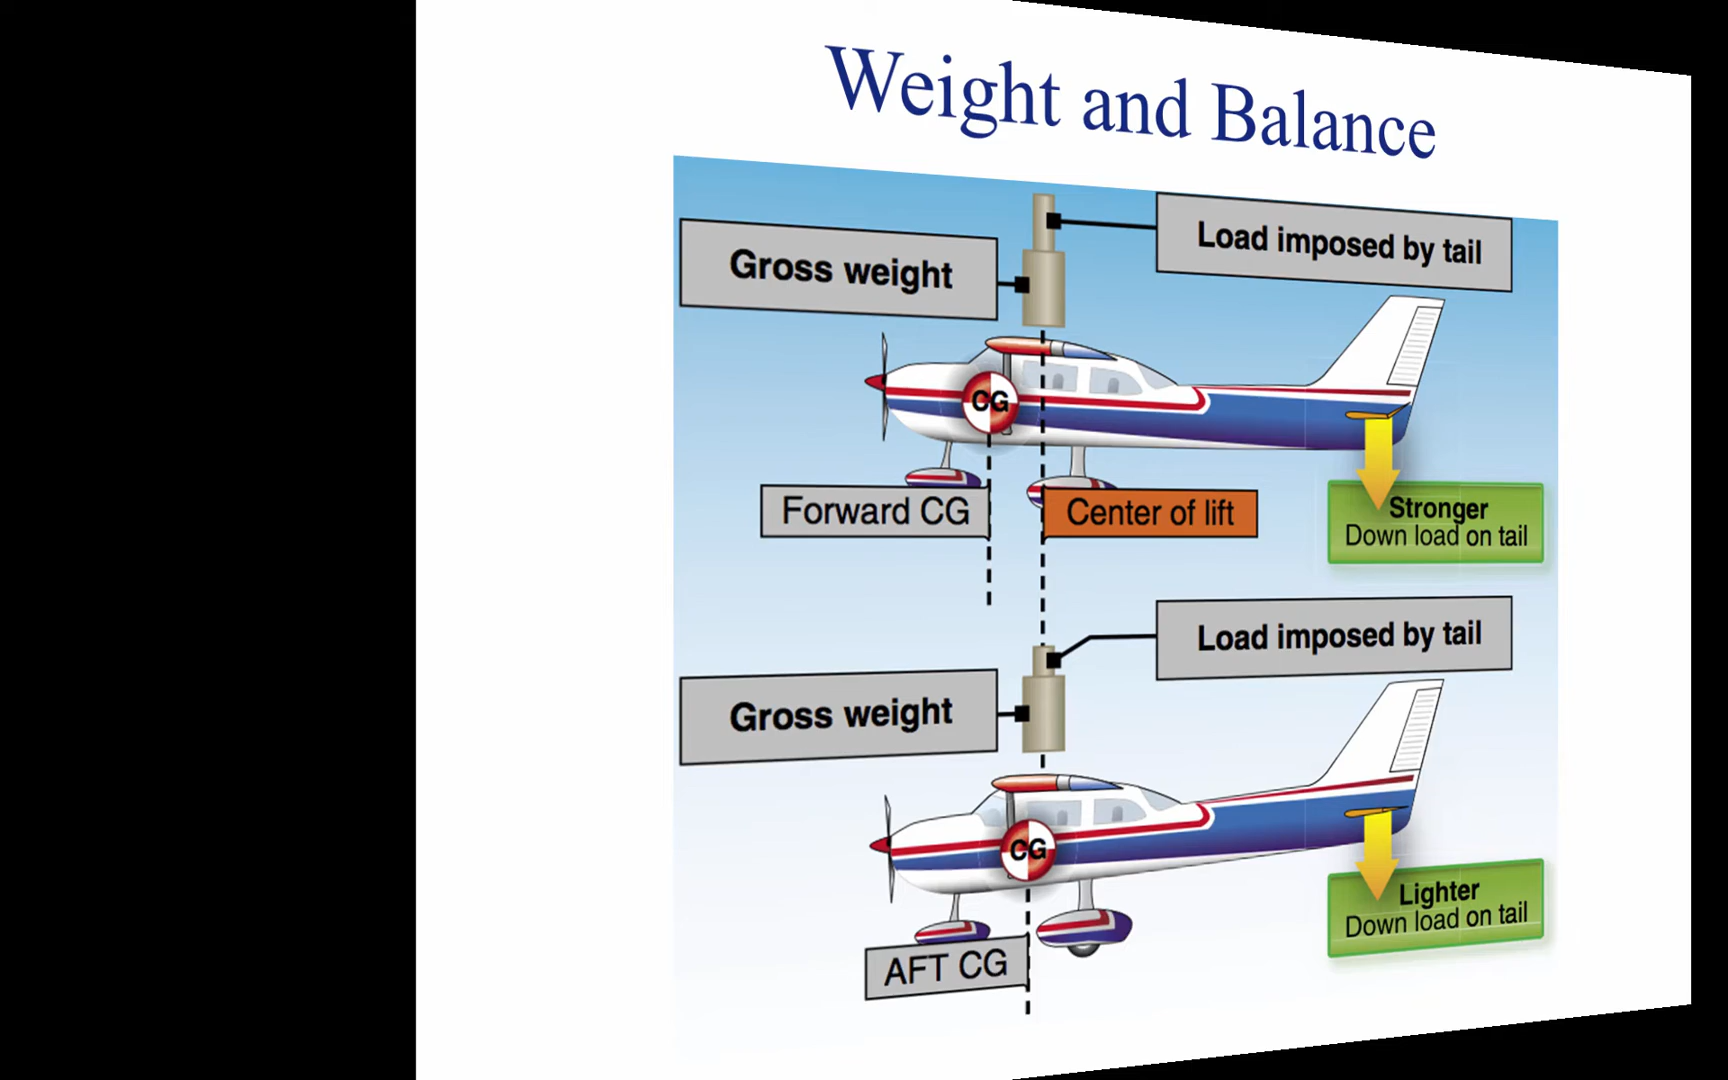 Weight and Balance
Load imposed by tail
Gross weight
CG
Forward CG
Center of lift
Stronger
Down load on tail
Load imposed by tail
Gross weight
CG
Lighter
Down load on tail
AFT CG